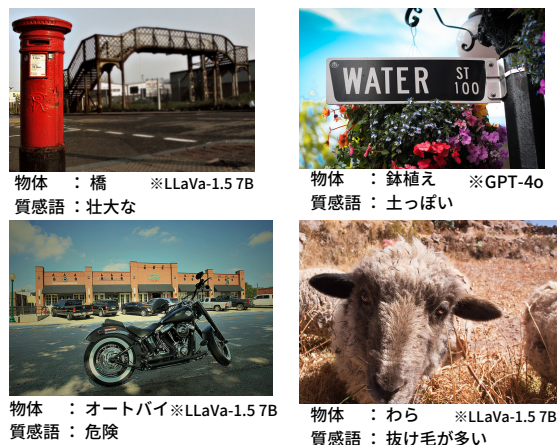 WATER ST
100
物体 ： 橋 ※LLaVa-1.5 7B
質感語 ：壮大な
物体 ： 鉢植え ※GPT-4o
質感語 ： 土っぽい
物体 ： オートバイ※LLaVa-1.5 7B
質感語 ： 危険
物体 ： わら ※LLaVa-1.5 7B
質感語 ： 抜け毛が多い